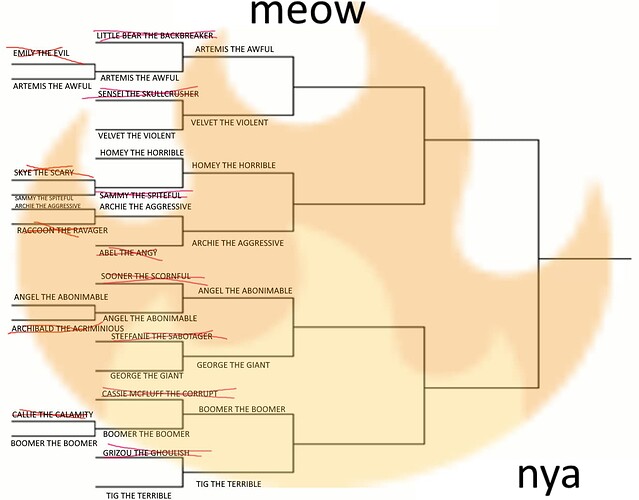 meow
LITTLE BEAR THE BACKBREAKER
ARTEMIS THE AWFUL
EMILY THE EVIL
ARTEMIS THE AWFUL
ARTEMIS THE AWFUL
SENSEI THE SKULLCRUSHER
VELVET THE VIOLENT
VELVET THE VIOLENT
HOMEY THE HORRIBLE
HOMEY THE HORRIBLE
SKYE THE SCARY
SAMMY THE SPITEFUL
SAMMY THE SPITEFUL
ARCHIE THE AGGRESSIVE
ARCHIE THE AGGRESSIVE
RACCOON THE RAVAGER
ARCHIE THE AGGRESSIVE
ABEL THE ANGY
SOONER THE SCORNFUL
ANGEL THE ABONIMABLE
ANGEL THE ABONIMABLE
ANGEL THE ABONIMABLE
ARCHIBALD THE ACRIMINIOUS
STEFFANIE THE SABOTAGER
GEORGE THE GIANT
GEORGE THE GIANT
CASSIE MCFLUFF THE CORRUPT
BOOMER THE BOOMER
CALLIE THE CALAMITY
BOOMER THE BOOMER
BOOMER THE BOOMER
GRIZOU THE GHOULISH
TIG THE TERRIBLE
TIG THE TERRIBLE
nya